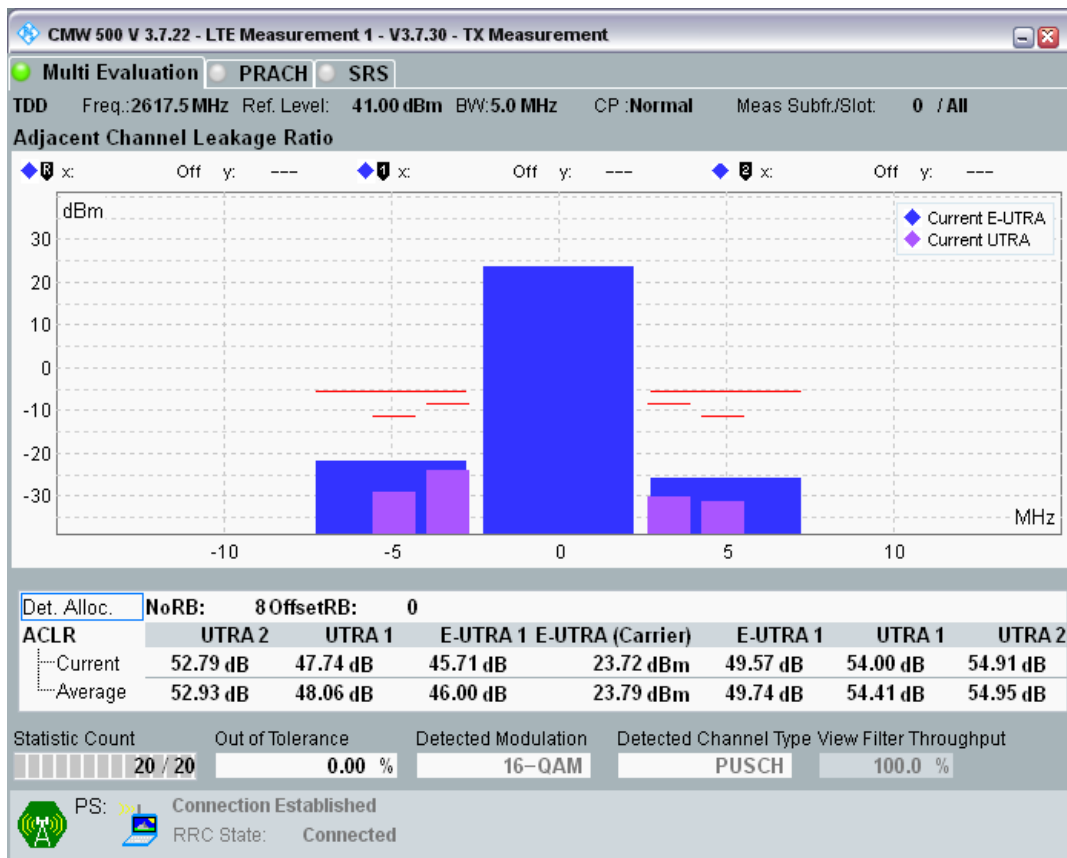 CMW 500 V 3.7.22 - LTE Measurement 1 - V3.7.30 - TX Measurement
Multi Evaluation PRACH SRS
TDD Freq.:2617.5 MHz Ref. Level: 41.00 dBm BW:5.0 MHz CP :Normal Meas Subfr./Slot: 0 / All
Adjacent Channel Leakage Ratio
R x: Off y: --- 1 x: Off y: --- 2 x: Off y: ---
dBm
Current E-UTRA
Current UTRA
30
20
10
0
-10
-20
-30
MHz
-10 -5 0 5 10
Det. Alloc. NoRB: 8 OffsetRB: 0
ACLR UTRA 2 UTRA 1 E-UTRA 1 E-UTRA (Carrier) E-UTRA 1 UTRA 1 UTRA 2
Current 52.79 dB 47.74 dB 45.71 dB 23.72 dBm 49.57 dB 54.00 dB 54.91 dB
Average 52.93 dB 48.06 dB 46.00 dB 23.79 dBm 49.74 dB 54.41 dB 54.95 dB
Statistic Count Out of Tolerance Detected Modulation Detected Channel Type View Filter Throughput
20 / 20 0.00 % 16-QAM PUSCH 100.0 %
PS: Connection Established
RRC State: Connected